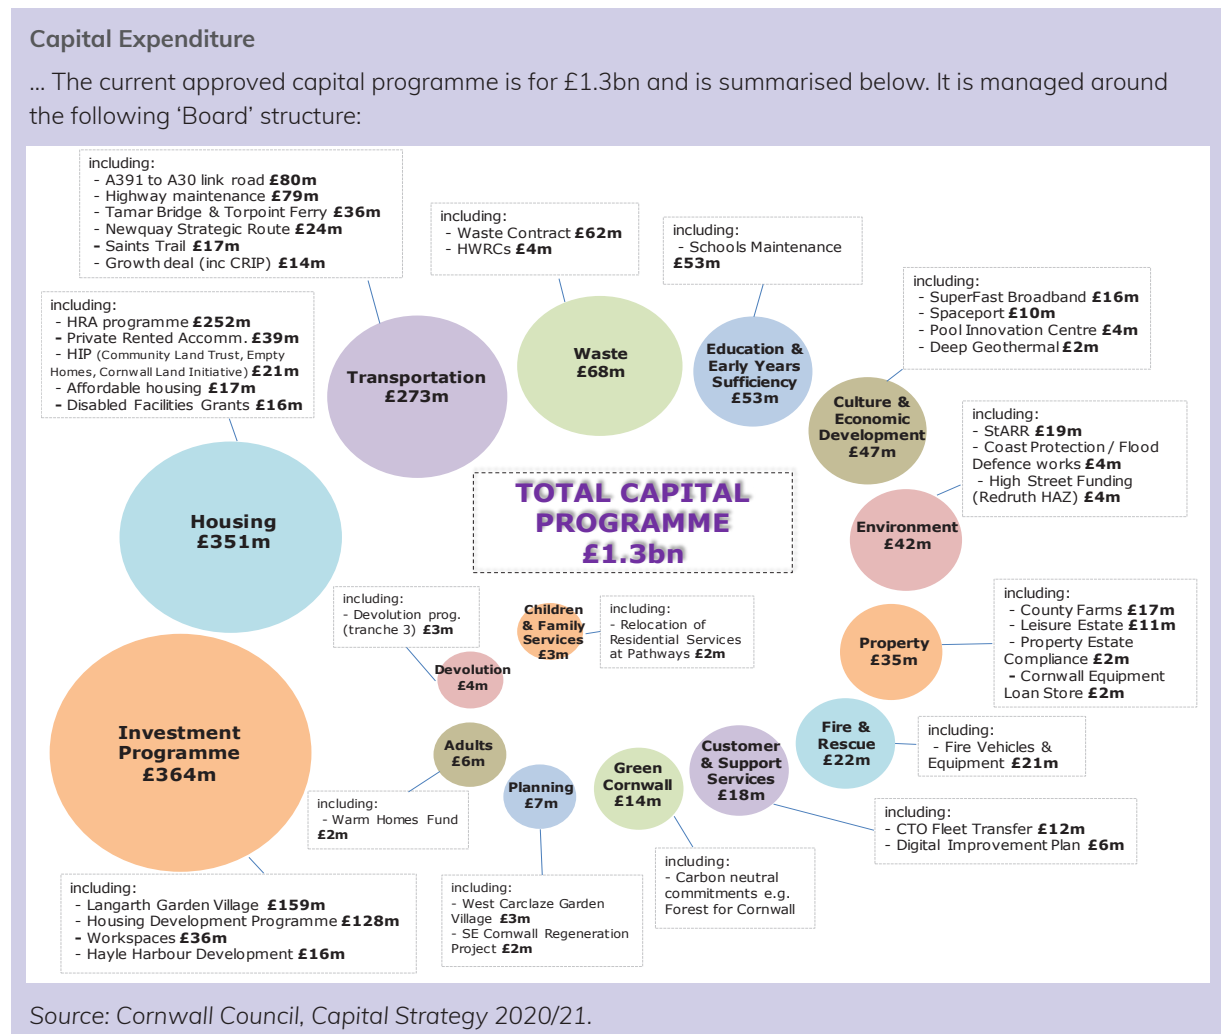 Capital Expenditure
... The current approved capital programme is for £1.3bn and is summarised below. It is managed around
the following ‘Board’ structure:
including:
- A391 to A30 link road £80m
- Highway maintenance £79m
- Tamar Bridge & Torpoint Ferry £36m
- Newquay Strategic Route £24m
- Saints Trail £17m
- Growth deal (inc CRIP) £14m
including:
- Waste Contract £62m
- HWRCs £4m
including:
- Schools Maintenance
£53m
including:
- SuperFast Broadband £16m
- Spaceport £10m
- Pool Innovation Centre £4m
- Deep Geothermal £2m
including:
- HRA programme £252m
- Private Rented Accomm. £39m
- HIP (Community Land Trust, Empty
Homes, Cornwall Land Initiative) £21m
- Affordable housing £17m
- Disabled Facilities Grants £16m
Transportation
£273m
Waste
£68m
Education &
Early Years
Sufficiency
£53m
Culture &
Economic
Development
£47m
including:
- StARR £19m
- Coast Protection / Flood
Defence works £4m
- High Street Funding
(Redruth HAZ) £4m
Housing
£351m
TOTAL CAPITAL
PROGRAMME
£1.3bn
Environment
£42m
including:
- Devolution prog.
(tranche 3) £3m
Children
& Family
Services
£3m
including:
- Relocation of
Residential Services
at Pathways £2m
Property
£35m
including:
- County Farms £17m
- Leisure Estate £11m
- Property Estate
Compliance £2m
- Cornwall Equipment
Loan Store £2m
Devolution
£4m
Investment
Programme
£364m
Adults
£6m
Planning
£7m
Green
Cornwall
£14m
Customer
& Support
Services
£18m
Fire &
Rescue
£22m
including:
- Fire Vehicles &
Equipment £21m
including:
- Warm Homes Fund
£2m
including:
- CTO Fleet Transfer £12m
- Digital Improvement Plan £6m
including:
- Langarth Garden Village £159m
- Housing Development Programme £128m
- Workspaces £36m
- Hayle Harbour Development £16m
including:
- West Carclaze Garden
Village £3m
- SE Cornwall Regeneration
Project £2m
including:
- Carbon neutral
commitments e.g.
Forest for Cornwall
Source: Cornwall Council, Capital Strategy 2020/21.